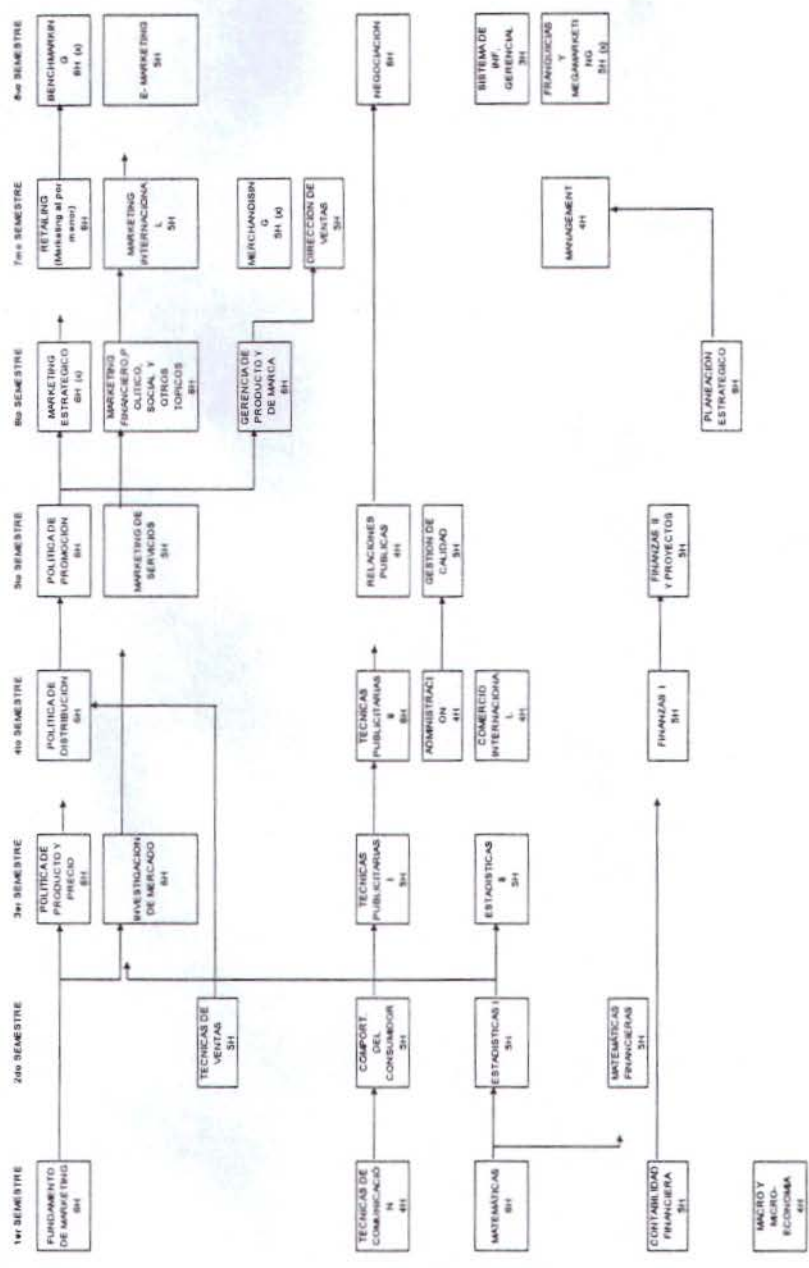 1er SEMESTRE
FUNDAMENTO
DE MARKETING
6H
TECNICAS DE
COMUNICACIÓ
N
4H
MATEMÁTICAS
6H
CONTABILIDAD
FINANCIERA
5H
MACRO Y
MICRO-
ECONOMIA
4H
2do SEMESTRE
TECNICAS DE
VENTAS
5H
COMPORT.
DEL
CONSUMIDOR
5H
ESTADISTICAS I
5H
MATEMÁTICAS
FINANCIERAS
5H
3er SEMESTRE
POLITICA DE
PRODUCTO Y
PRECIO
6H
INVESTIGACION
DE MERCADO
6H
TECNICAS
PUBLICITARIAS
I
5H
ESTADISTICAS
II
5H
4to SEMESTRE
POLITICA DE
DISTRIBUCION
6H
TECNICAS
PUBLICITARIAS
II
6H
ADMINISTRACI
ON
4H
COMERCIO
INTERNACIONA
L
4H
FINANZAS I
5H
5to SEMESTRE
POLITICA DE
PROMOCION
6H
MARKETING DE
SERVICIOS
5H
RELACIONES
PUBLICAS
4H
GESTION DE
CALIDAD
5H
FINANZAS II
Y PROYECTOS
5H
6to SEMESTRE
MARKETING
ESTRATEGICO
6H (x)
MARKETING
FINANCIERO,P
OLITICO,
SOCIAL Y
OTROS
TOPICOS
6H
GERENCIA DE
PRODUCTO Y
DE MARCA
6H
PLANEACIÓN
ESTRATEGICO
7mo SEMESTRE
RETAILING
(Marketing al por
menor)
6H
MARKETING
INTERNACIONA
L
5H
MERCHANDISIN
G
5H (x)
DIRECCION DE
VENTAS
5H
MANAGEMENT
4H
8vo SEMESTRE
BENCHMARKIN
G
6H (x)
E- MARKETING
5H
NEGOCIACION
6H
SISTEMA DE
INF.
GERENCIAL
3H
FRANQUICIAS
Y
MEGAMARKETI
NG
5H (x)